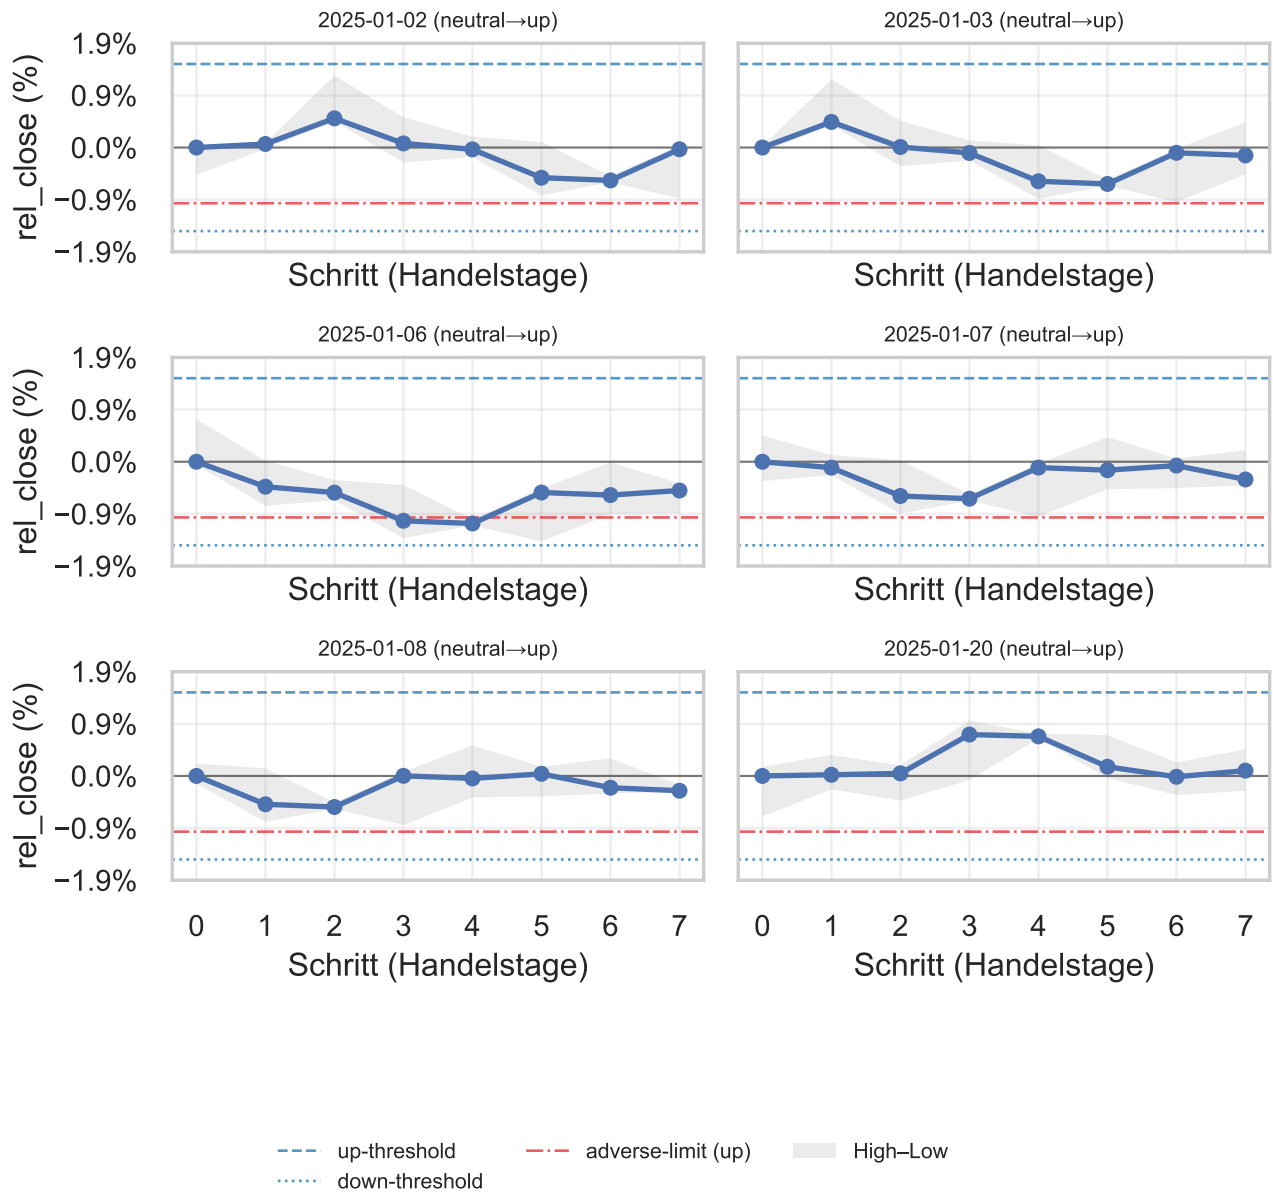 2025-01-02 (neutral→up)
2025-01-03 (neutral→up)
1.9%
0.9%
0.0%
−0.9%
−1.9%
rel_close (%)
Schritt (Handelstage)
Schritt (Handelstage)
2025-01-06 (neutral→up)
2025-01-07 (neutral→up)
1.9%
0.9%
0.0%
−0.9%
−1.9%
rel_close (%)
Schritt (Handelstage)
Schritt (Handelstage)
2025-01-08 (neutral→up)
2025-01-20 (neutral→up)
1.9%
0.9%
0.0%
−0.9%
−1.9%
rel_close (%)
0 1 2 3 4 5 6 7
0 1 2 3 4 5 6 7
Schritt (Handelstage)
Schritt (Handelstage)
up-threshold
down-threshold
adverse-limit (up)
High–Low